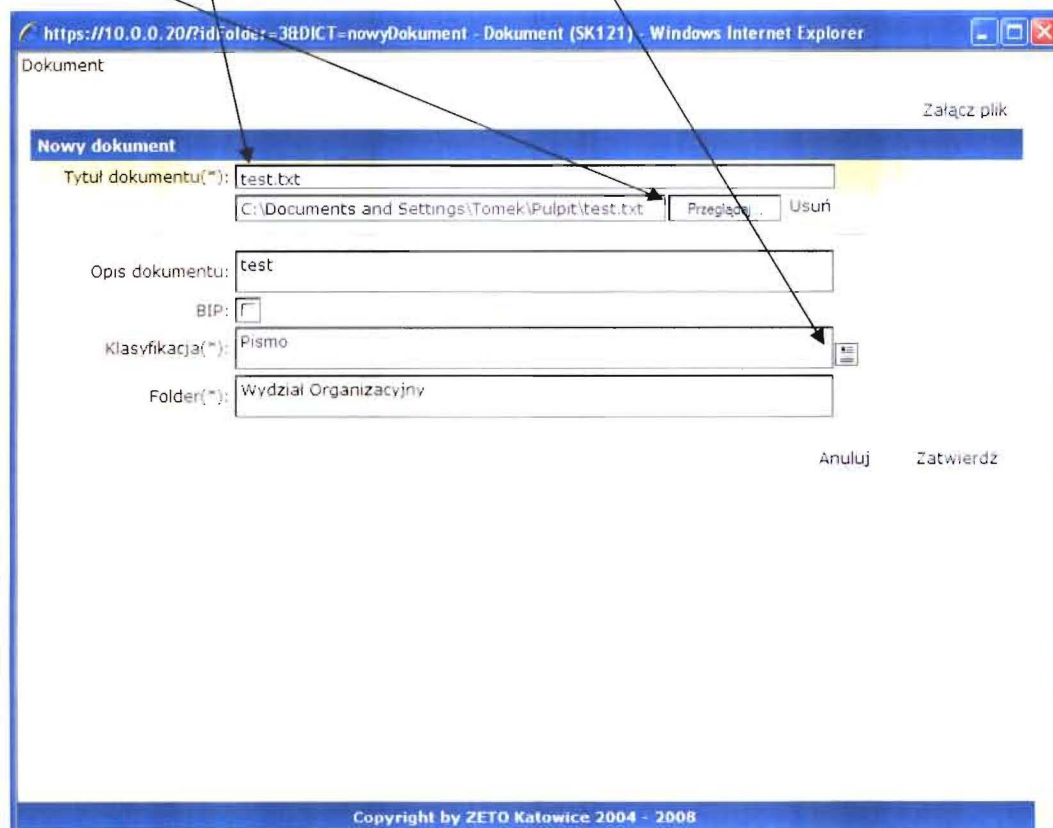 https://10.0.0.20/?idFolder=3&DICT=nowyDokument - Dokument (SK121) - Windows Internet Explorer
Dokument
Załącz plik
Nowy dokument
Tytuł dokumentu(*): test.txt
C:\Documents and Settings\Tomek\Pulpit\test.txt Przeglądaj... Usuń
Opis dokumentu: test
BIP:
Klasyfikacja(*): Pismo
Folder(*): Wydział Organizacyjny
Anuluj Zatwierdź
Copyright by ZETO Katowice 2004 - 2008